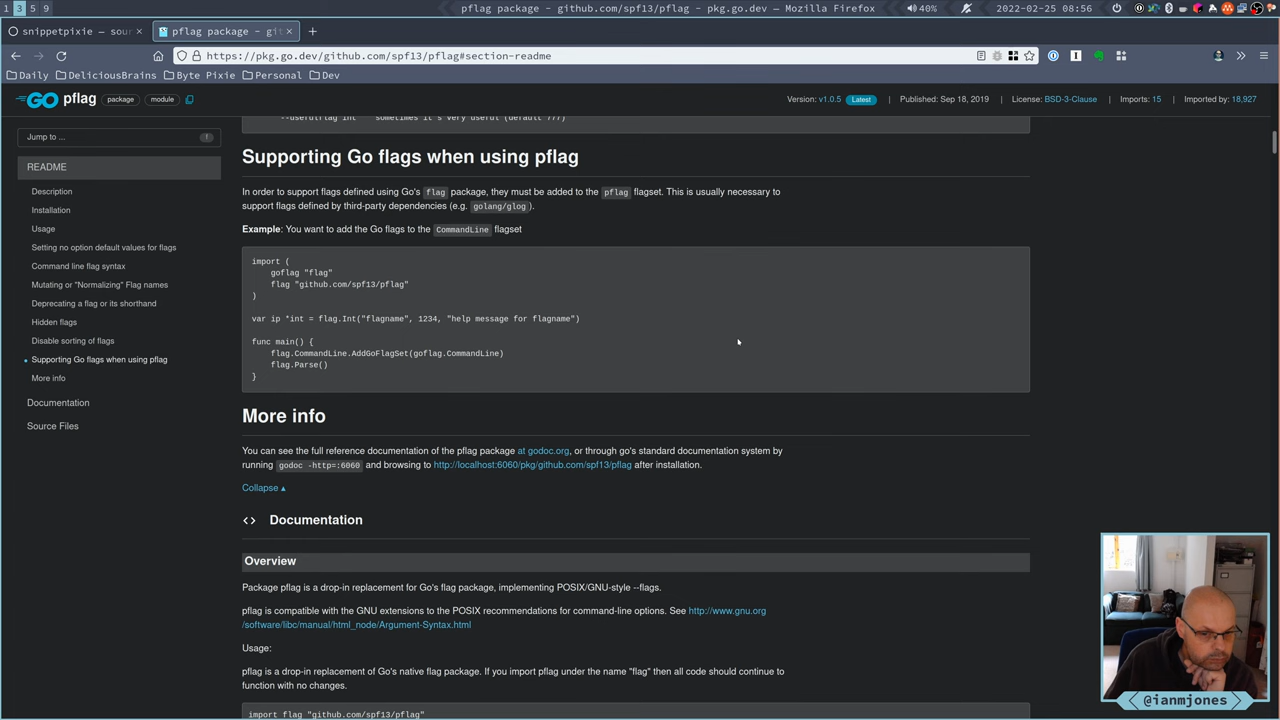 1 3 5 9 pflag package - github.com/spf13/pflag - pkg.go.dev — Mozilla Firefox 40% 2022-02-25 08:56
snippetpixie — sour × pflag package - git × +
https://pkg.go.dev/github.com/spf13/pflag#section-readme
Daily DeliciousBrains Byte Pixie Personal Dev
GO pflag package module Version: v1.0.5 Latest Published: Sep 18, 2019 License: BSD-3-Clause Imports: 15 Imported by: 18,927
Jump to ... f
README
Description
Installation
Usage
Setting no option default values for flags
Command line flag syntax
Mutating or "Normalizing" Flag names
Deprecating a flag or its shorthand
Hidden flags
Disable sorting of flags
Supporting Go flags when using pflag
More info
Documentation
Source Files
--usefulflag int sometimes it's very useful (default 777)
Supporting Go flags when using pflag
In order to support flags defined using Go's flag package, they must be added to the pflag flagset. This is usually necessary to
support flags defined by third-party dependencies (e.g. golang/glog ).
Example: You want to add the Go flags to the CommandLine flagset
import (
goflag "flag"
flag "github.com/spf13/pflag"
)
var ip *int = flag.Int("flagname", 1234, "help message for flagname")
func main() {
flag.CommandLine.AddGoFlagSet(goflag.CommandLine)
flag.Parse()
}
More info
You can see the full reference documentation of the pflag package at godoc.org, or through go's standard documentation system by
running godoc -http=:6060 and browsing to http://localhost:6060/pkg/github.com/spf13/pflag after installation.
Collapse ▴
<> Documentation
Overview
Package pflag is a drop-in replacement for Go's flag package, implementing POSIX/GNU-style --flags.
pflag is compatible with the GNU extensions to the POSIX recommendations for command-line options. See http://www.gnu.org
/software/libc/manual/html_node/Argument-Syntax.html
Usage:
pflag is a drop-in replacement of Go's native flag package. If you import pflag under the name "flag" then all code should continue to
function with no changes.
import flag "github.com/spf13/pflag"
@ianmjones